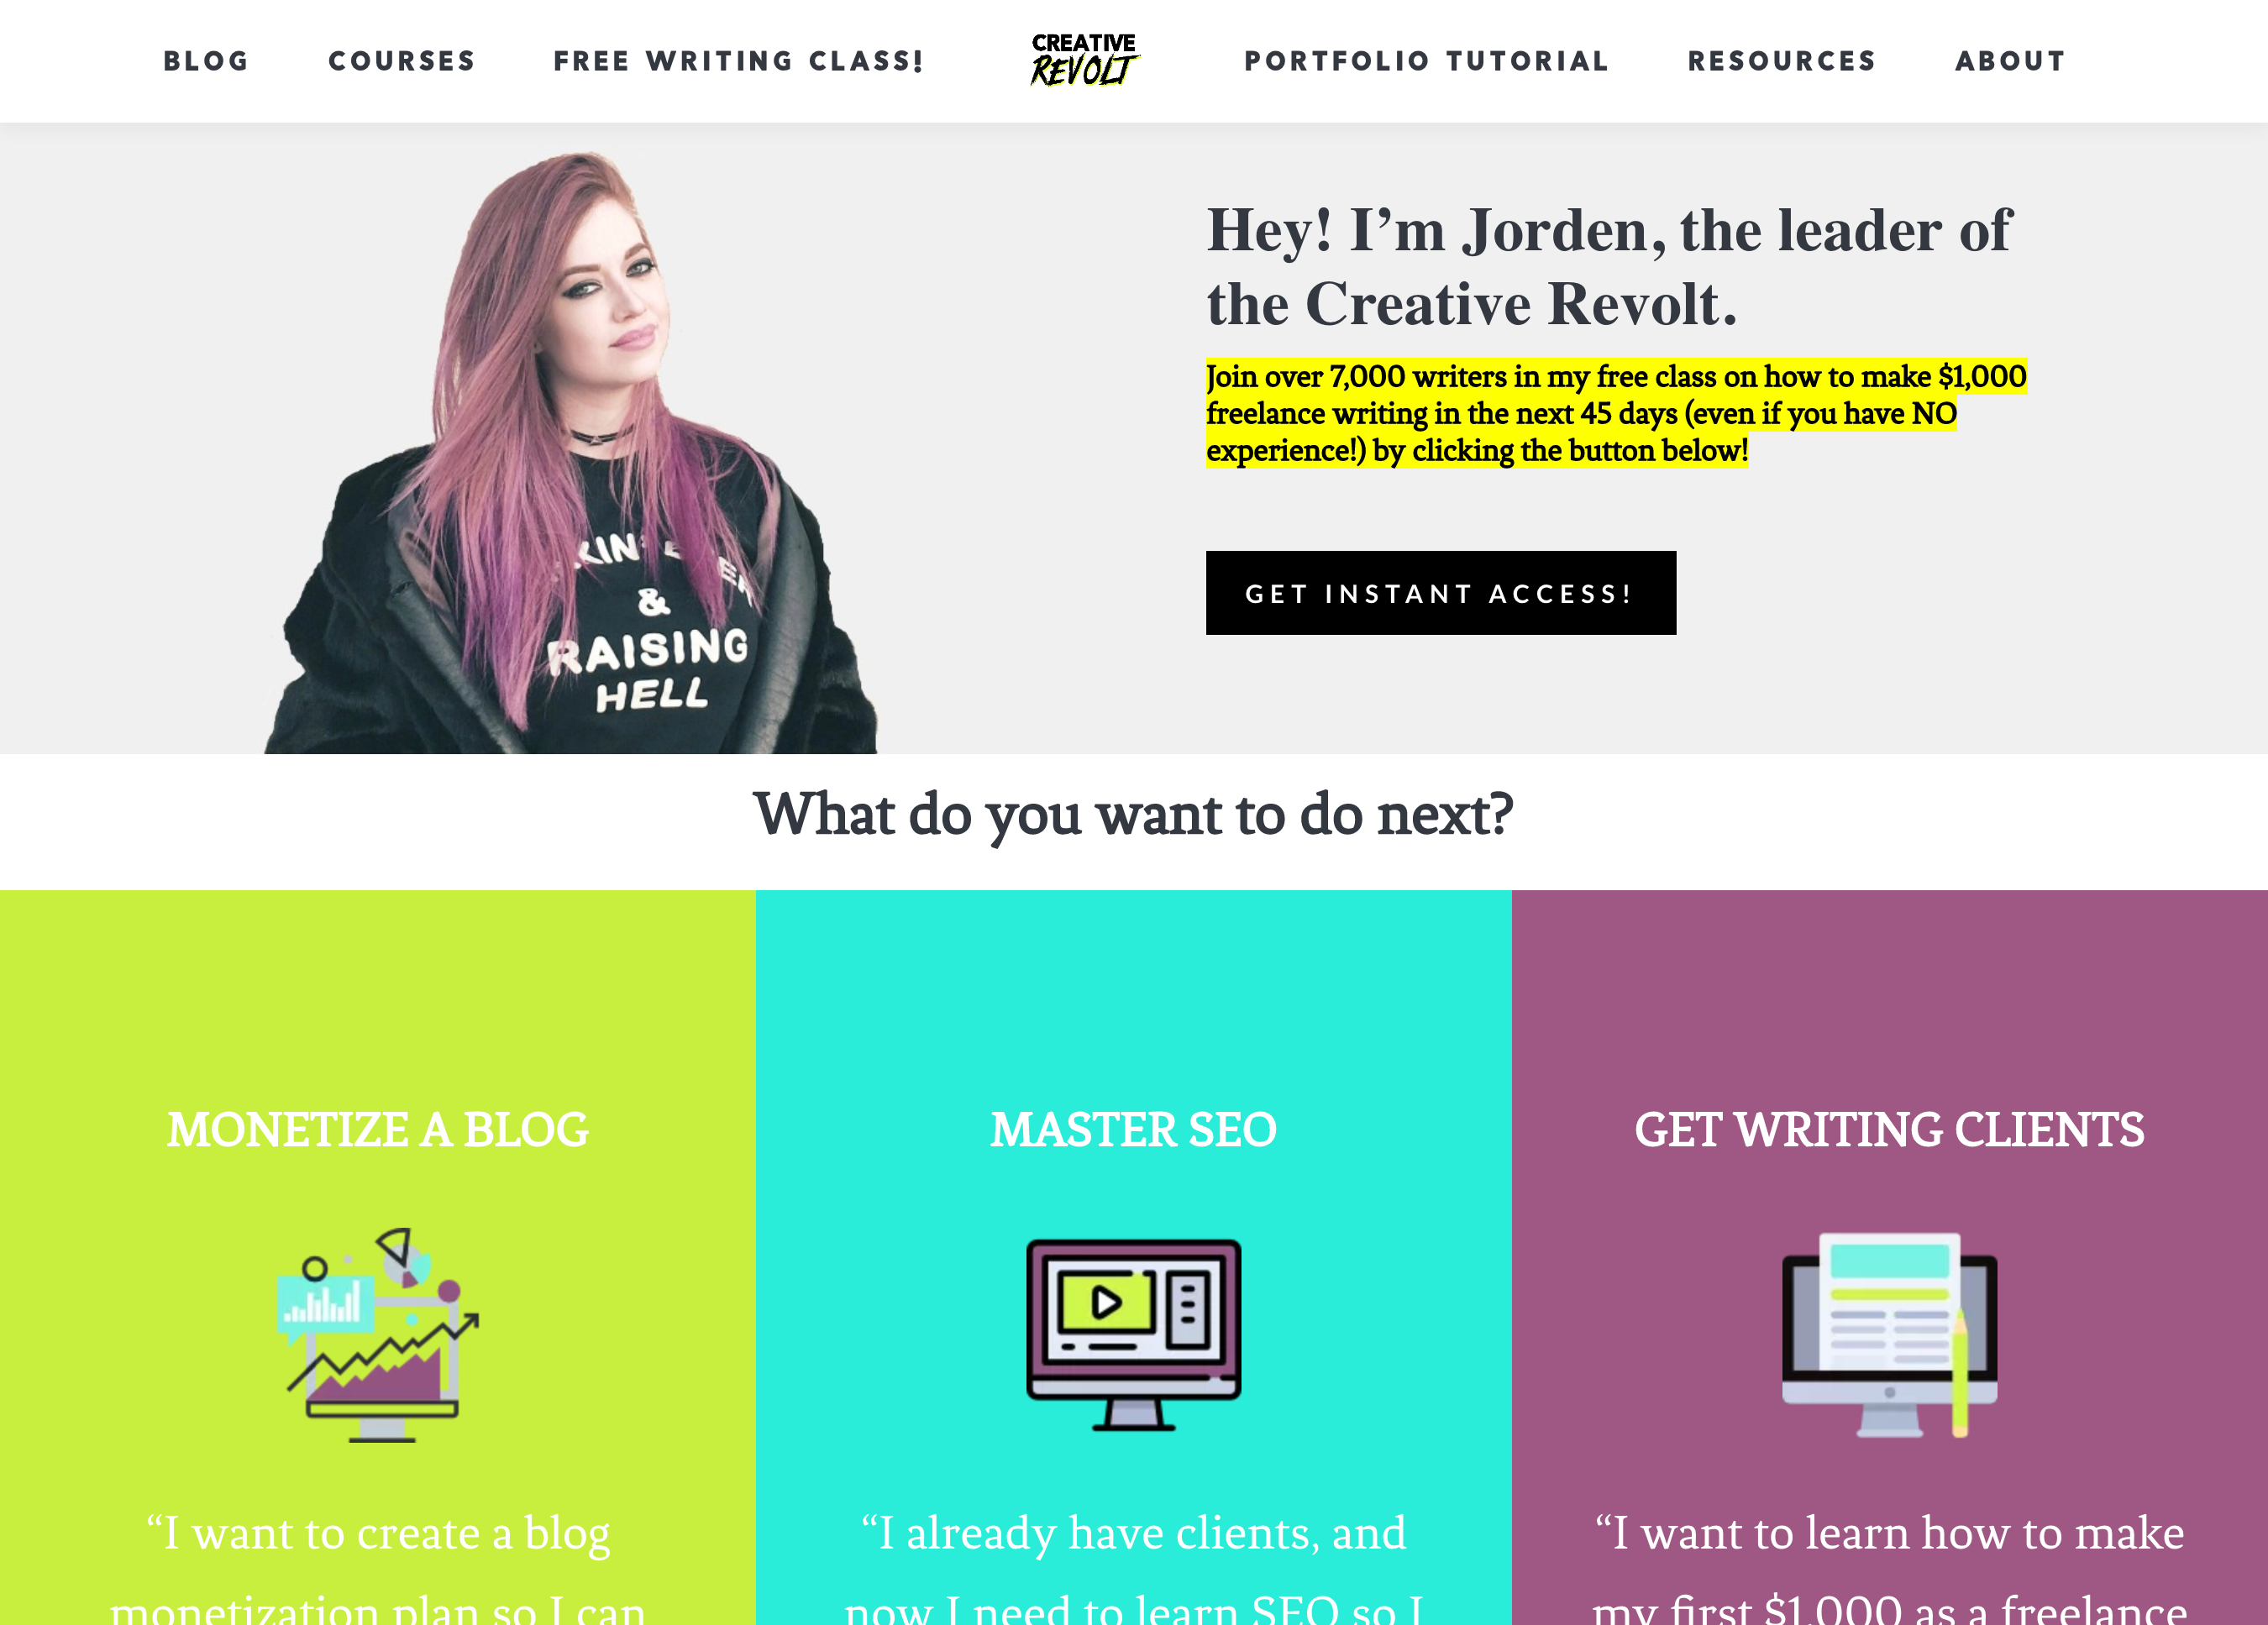 BLOG
COURSES
FREE WRITING CLASS!
CREATIVE
REVOLT
PORTFOLIO TUTORIAL
RESOURCES
ABOUT
Hey! I’m Jorden, the leader of
the Creative Revolt.
Join over 7,000 writers in my free class on how to make $1,000
freelance writing in the next 45 days (even if you have NO
experience!) by clicking the button below!
GET INSTANT ACCESS!
&
RAISING
HELL
What do you want to do next?
MONETIZE A BLOG
“I want to create a blog
monetization plan so I can
MASTER SEO
“I already have clients, and
now I need to learn SEO so I
GET WRITING CLIENTS
“I want to learn how to make
my first $1,000 as a freelance